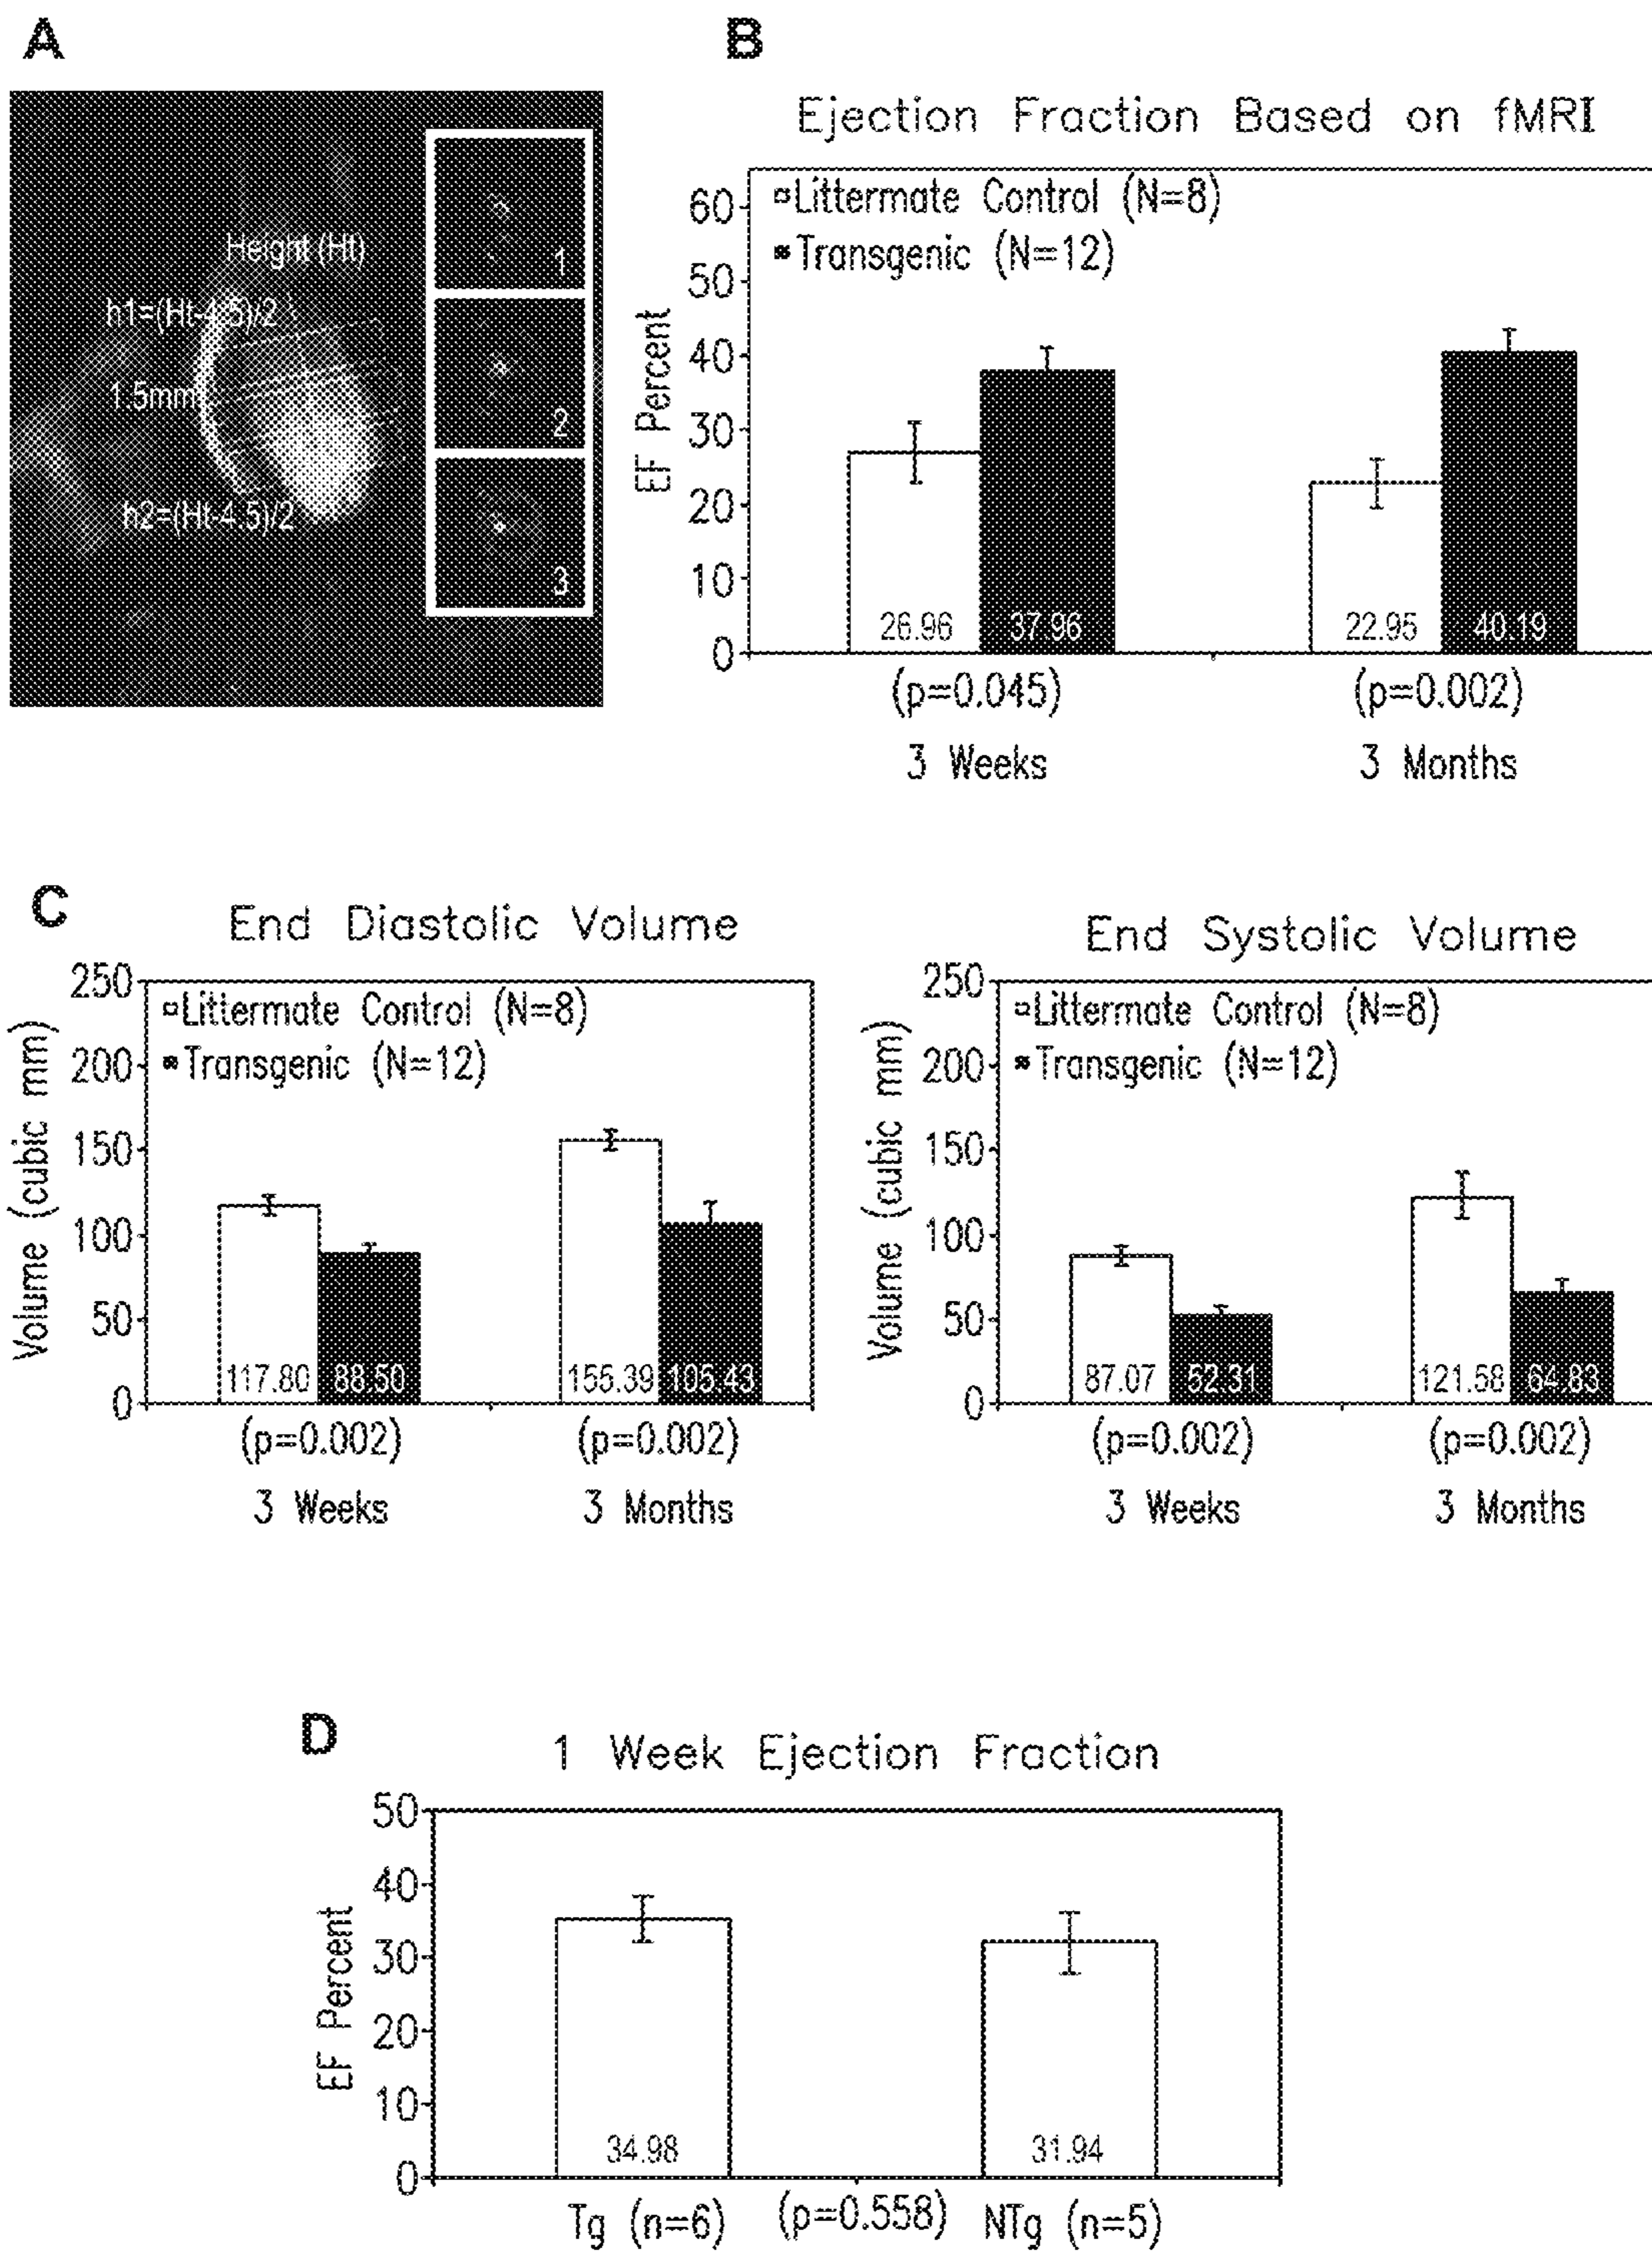 A
Height (Ht)
h1=(Ht-4.5)/2
1.5mm
h2=(Ht-4.5)/2
1
2
3
B
Ejection Fraction Based on fMRI
Littermate Control (N=8)
Transgenic (N=12)
EF Percent
60
50
40
30
20
10
0
26.96 37.96 22.95 40.19
(p=0.045) (p=0.002)
3 Weeks 3 Months
C
End Diastolic Volume
Littermate Control (N=8)
Transgenic (N=12)
Volume (cubic mm)
250
200
150
100
50
0
117.80 88.50 155.39 105.43
(p=0.002) (p=0.002)
3 Weeks 3 Months
End Systolic Volume
Littermate Control (N=8)
Transgenic (N=12)
Volume (cubic mm)
250
200
150
100
50
0
87.07 52.31 121.58 64.83
(p=0.002) (p=0.002)
3 Weeks 3 Months
D
1 Week Ejection Fraction
EF Percent
50
40
30
20
10
0
34.98 31.94
Tg (n=6) (p=0.558) NTg (n=5)